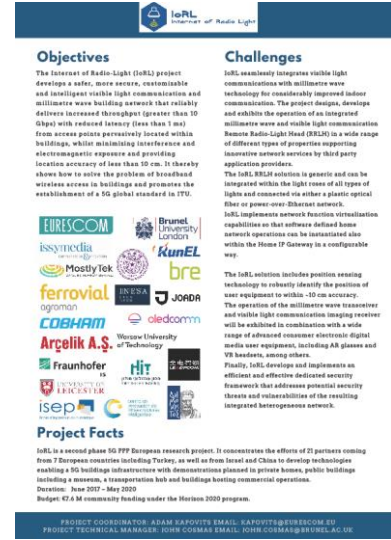 IoRL
Internet of Radio Light
Objectives
The Internet of Radio-Light (IoRL) project
develops a safer, more secure, customizable
and intelligent visible light communication and
millimetre wave building network that reliably
delivers increased throughput (greater than 10
Gbps) with reduced latency (less than 1 ms)
from access points pervasively located within
buildings, whilst minimising interference and
electromagnetic exposure and providing
location accuracy of less than 10 cm. It thereby
shows how to solve the problem of broadband
wireless access in buildings and promotes the
establishment of a 5G global standard in ITU.
EURESCOM
Brunel
University
London
issymedia
KunEL
MostlyTek
bre
ferrovial
agroman
INESA
JOADA
COBHAM
oledcomm
Arçelik A.Ş.
Warsaw University
of Technology
Fraunhofer
IIS
HIT
UNIVERSITY OF
LEICESTER
isep
Challenges
IoRL seamlessly integrates visible light
communications with millimetre wave
technology for considerably improved indoor
communication. The project designs, develops
and exhibits the operation of an integrated
millimetre wave and visible light communication
Remote Radio-Light Head (RRLH) in a wide range
of different types of properties supporting
innovative network services by third party
application providers.
The IoRL RRLH solution is generic and can be
integrated within the light roses of all types of
lights and connected via either a plastic optical
fiber or power-over-Ethernet network.
IoRL implements network function virtualization
capabilities so that software defined home
network operations can be instantiated also
within the Home IP Gateway in a configurable
way.
The IoRL solution includes position sensing
technology to robustly identify the position of
user equipment to within ~10 cm accuracy.
The operation of the millimetre wave transceiver
and visible light communication imaging receiver
will be exhibited in combination with a wide
range of advanced consumer electronic digital
media user equipment, including AR glasses and
VR headsets, among others.
Finally, IoRL develops and implements an
efficient and effective dedicated security
framework that addresses potential security
threats and vulnerabilities of the resulting
integrated heterogeneous network.
Project Facts
IoRL is a second phase 5G PPP European research project. It concentrates the efforts of 21 partners coming
from 7 European countries including Turkey, as well as from Israel and China to develop technologies
enabling a 5G buildings infrastructure with demonstrations planned in private homes, public buildings
including a museum, a transportation hub and buildings hosting commercial operations.
Duration: June 2017 – May 2020
Budget: €7.6 M community funding under the Horizon 2020 program.
PROJECT COORDINATOR: ADAM KAPOVITS EMAIL: KAPOVITS@EURESCOM.EU
PROJECT TECHNICAL MANAGER: JOHN COSMAS EMAIL: JOHN.COSMAS@BRUNEL.AC.UK